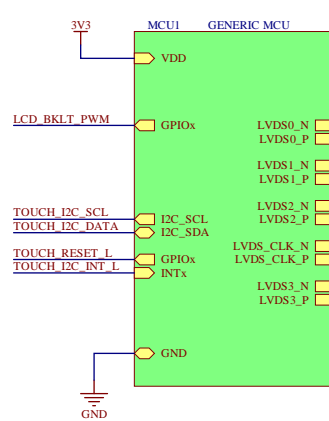 3V3
MCU1 GENERIC MCU
VDD
LCD_BKLT_PWM GPIOx LVDS0_N
LVDS0_P
LVDS1_N
LVDS1_P
LVDS2_N
TOUCH_I2C_SCL I2C_SCL LVDS2_P
TOUCH_I2C_DATA I2C_SDA
LVDS_CLK_N
TOUCH_RESET_L GPIOx LVDS_CLK_P
TOUCH_I2C_INT_L INTx
LVDS3_N
LVDS3_P
GND
GND